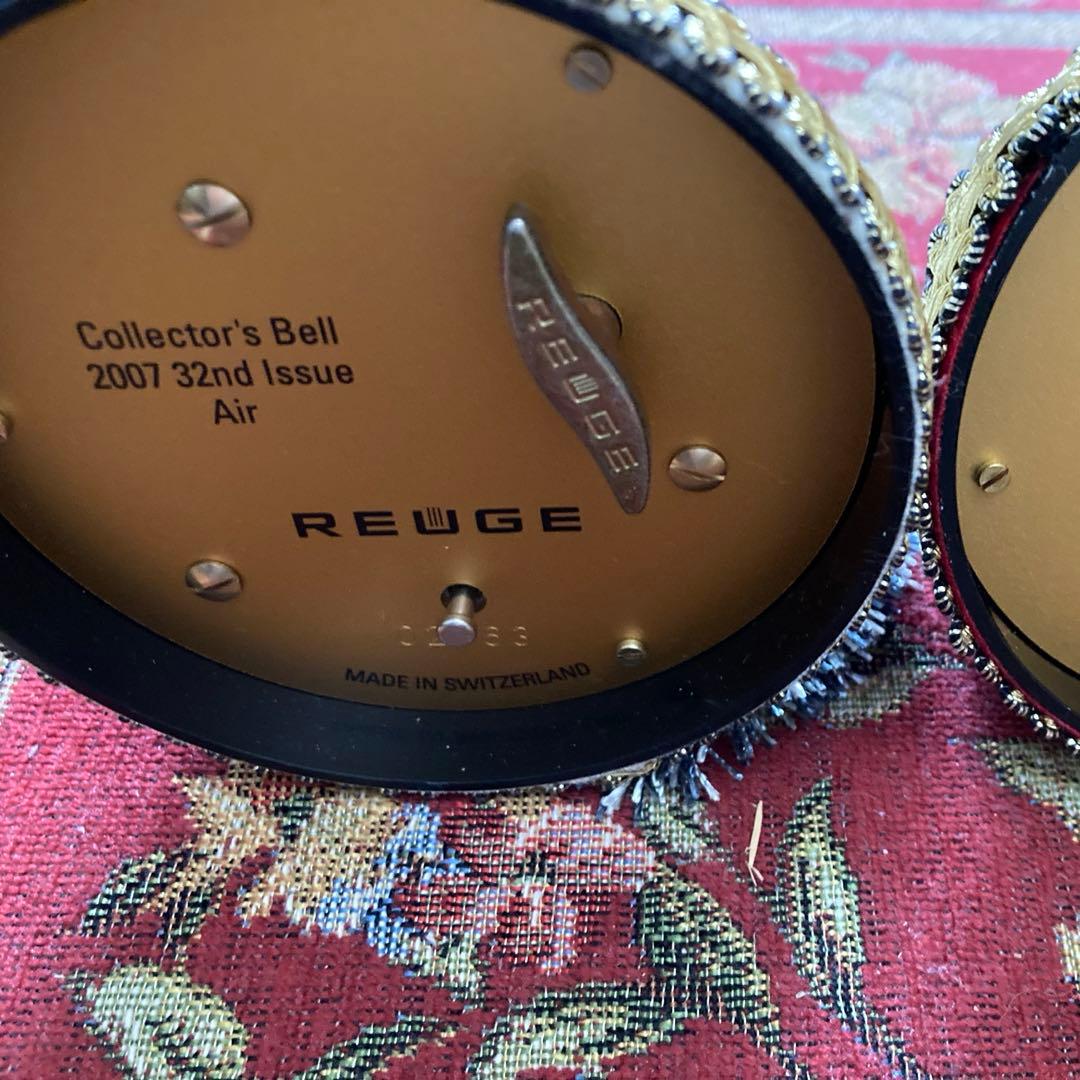 Collector's Bell
2007 32nd Issue
Air
REUGE
REUGE
MADE IN SWITZERLAND